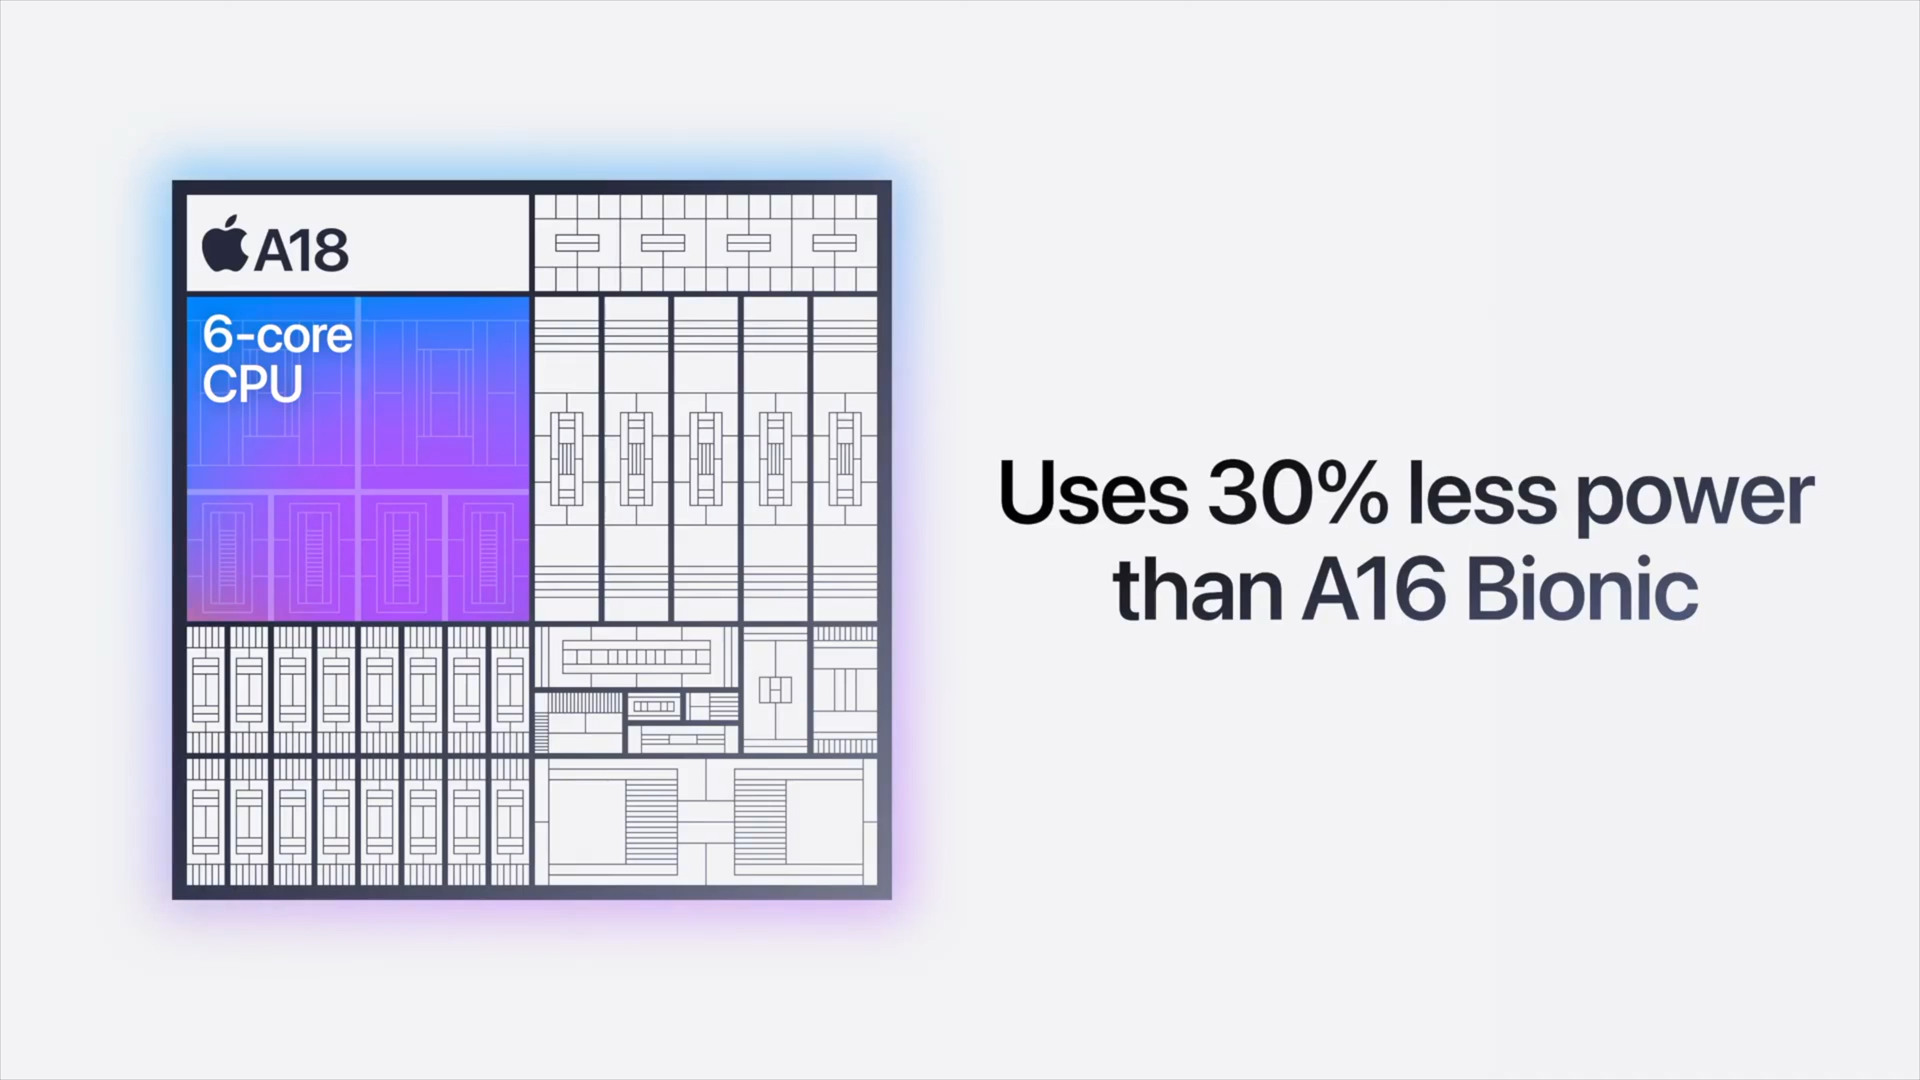 A18
6-core
CPU
Uses 30% less power
than A16 Bionic